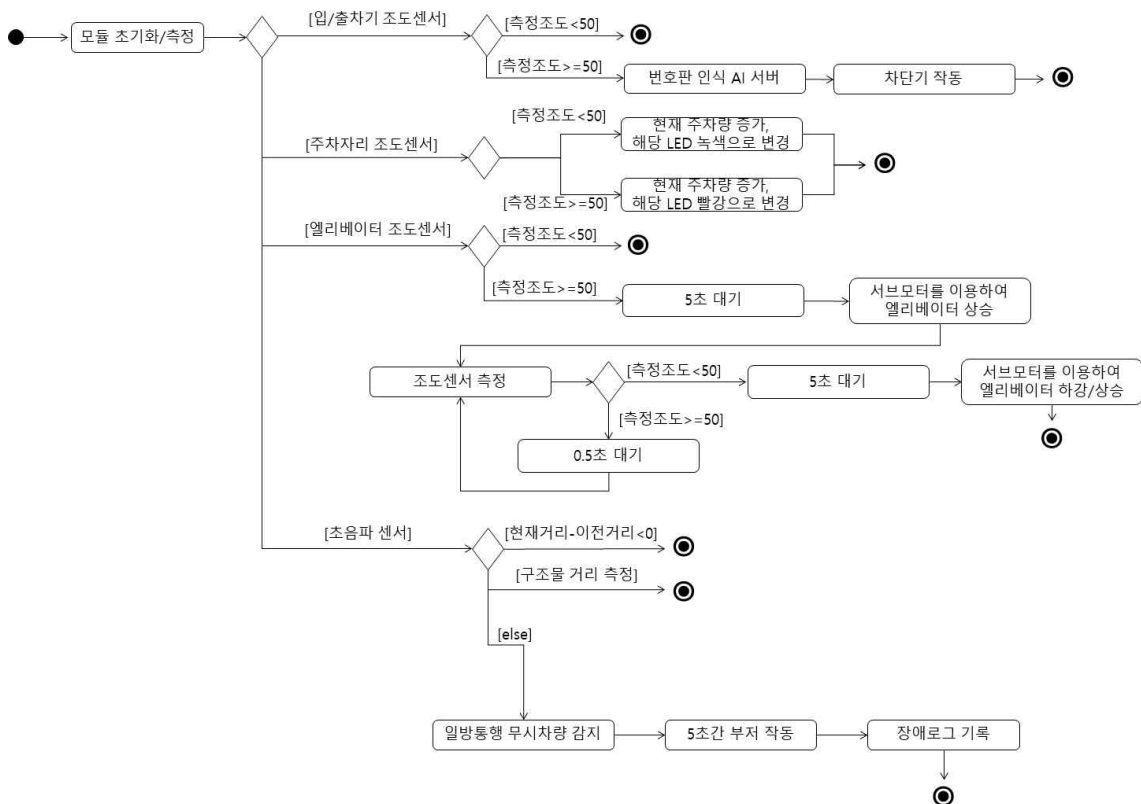 모듈 초기화/측정
[입/출차기 조도센서]
[측정조도<50]
[측정조도>=50]
번호판 인식 AI 서버
차단기 작동
[주차자리 조도센서]
[측정조도<50]
현재 주차량 증가,
해당 LED 녹색으로 변경
[측정조도>=50]
현재 주차량 증가,
해당 LED 빨강으로 변경
[엘리베이터 조도센서]
[측정조도<50]
[측정조도>=50]
5초 대기
서브모터를 이용하여
엘리베이터 상승
조도센서 측정
[측정조도<50]
5초 대기
서브모터를 이용하여
엘리베이터 하강/상승
[측정조도>=50]
0.5초 대기
[초음파 센서]
[현재거리-이전거리<0]
[구조물 거리 측정]
[else]
일방통행 무시차량 감지
5초간 부저 작동
장애로그 기록